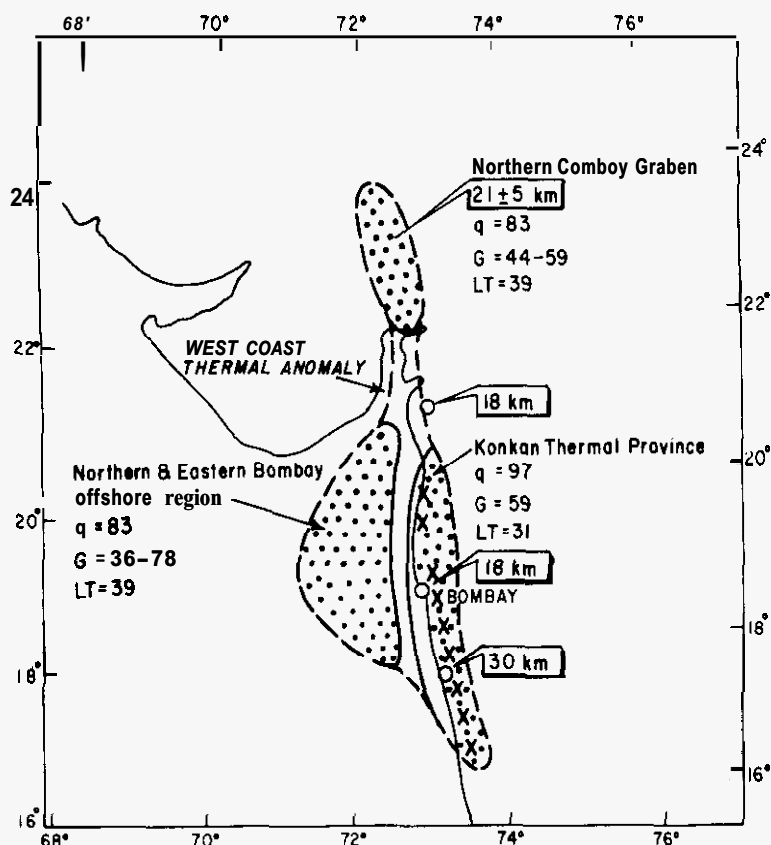 68' 70° 72° 74° 76°
24°
Northern Comboy Graben
21±5 km
24
q = 83
G = 44-59
LT=39
22°
WEST COAST
THERMAL ANOMALY
22°
18 km
Konkan Thermal Province
20°
q = 97
G = 59
LT=31
Northern & Eastern Bombay
offshore region
q = 83
G = 36-78
LT=39
20°
18 km
BOMBAY
18°
30 km
18°
16°
16°
68° 70° 72° 74° 76°